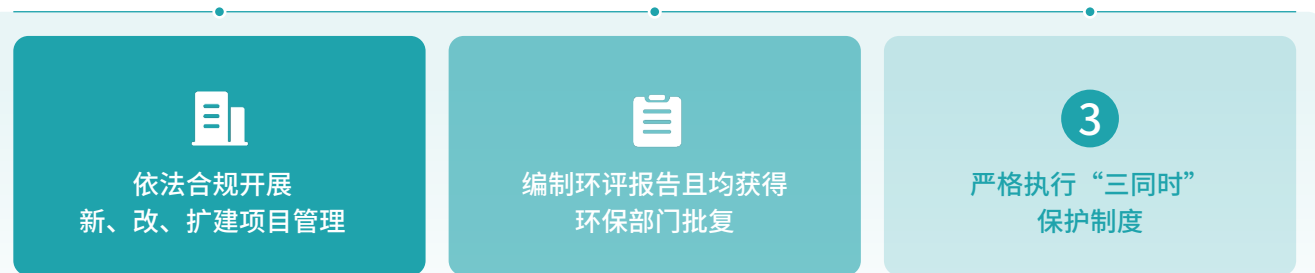 依法合规开展
新、改、扩建项目管理
编制环评报告且均获得
环保部门批复
3
严格执行“三同时”
保护制度